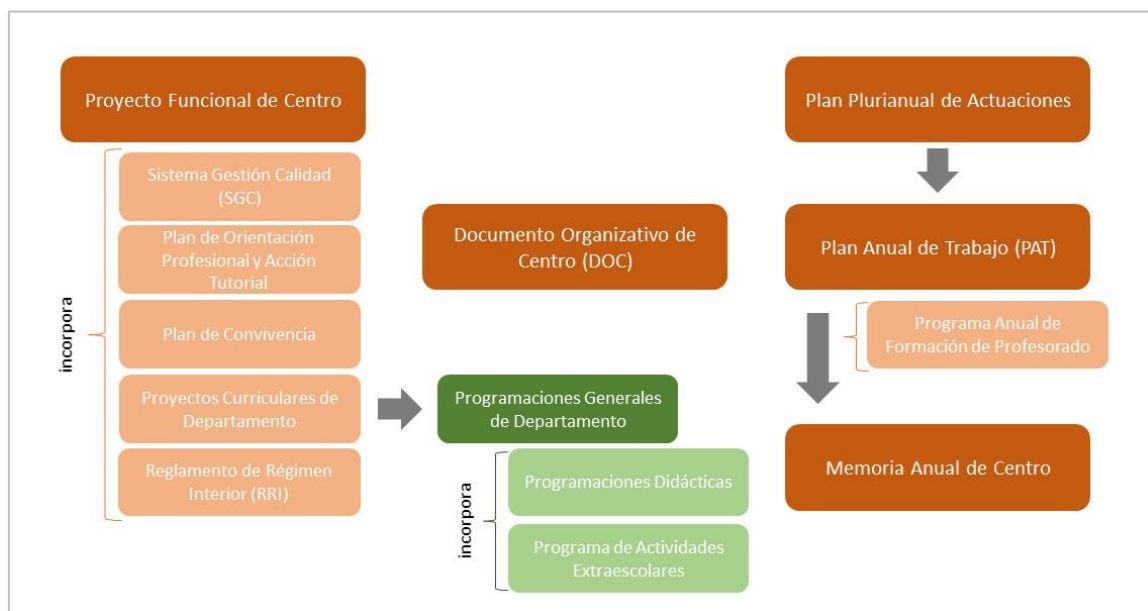 Proyecto Funcional de Centro
incorpora
Sistema Gestión Calidad
(SGC)
Plan de Orientación
Profesional y Acción
Tutorial
Plan de Convivencia
Proyectos Curriculares de
Departamento
Reglamento de Régimen
Interior (RRI)
Documento Organizativo de
Centro (DOC)
Programaciones Generales
de Departamento
incorpora
Programaciones Didácticas
Programa de Actividades
Extraescolares
Plan Plurianual de Actuaciones
Plan Anual de Trabajo (PAT)
Programa Anual de
Formación de Profesorado
Memoria Anual de Centro